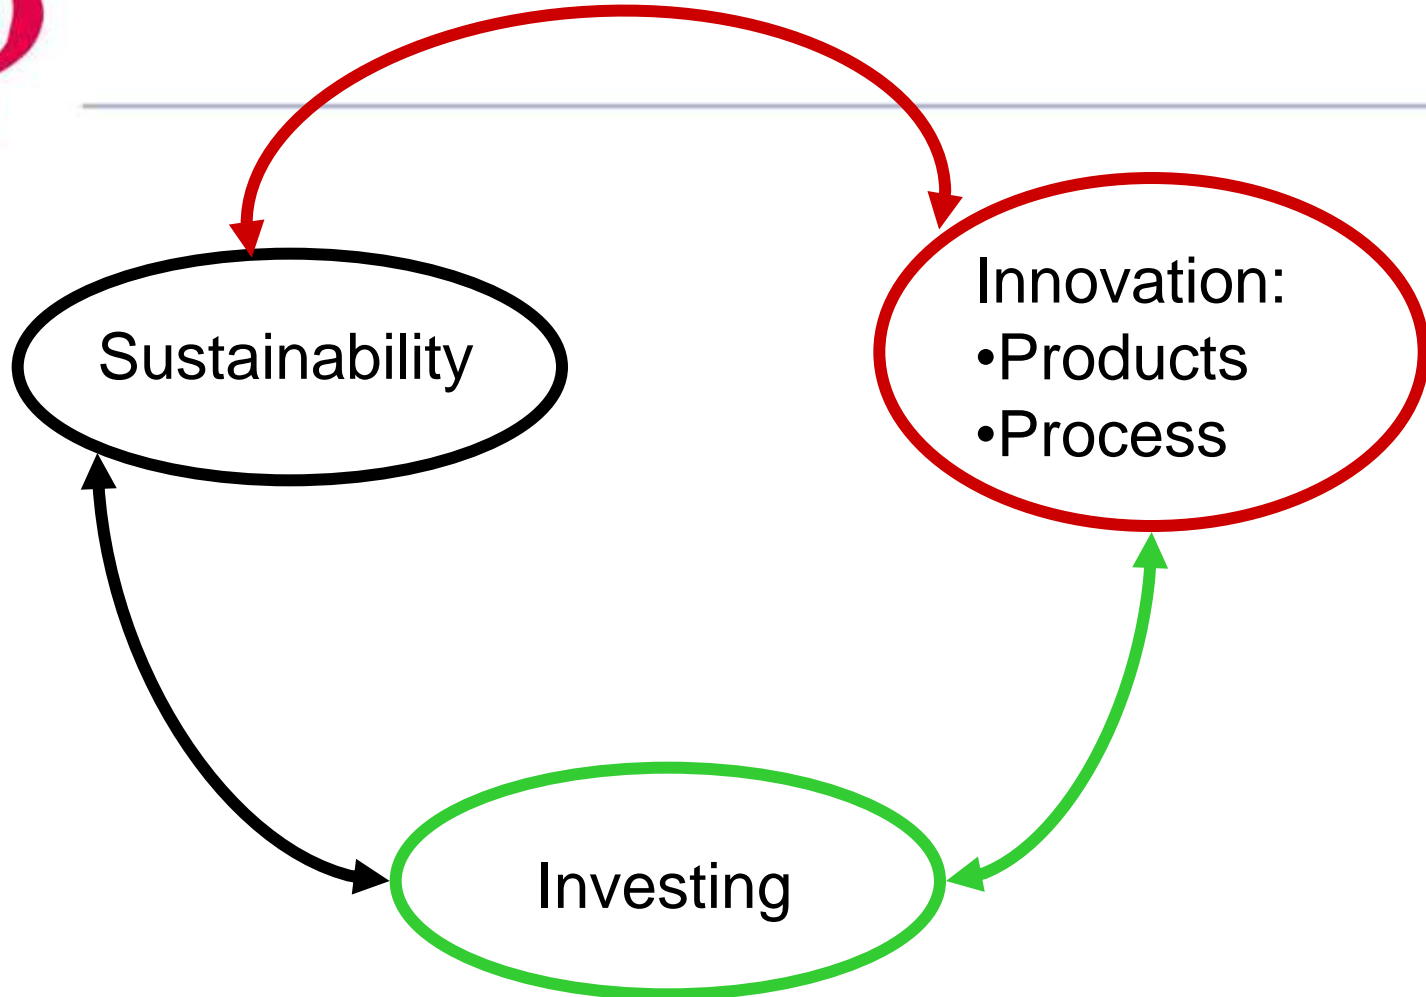 Sustainability
Innovation:
•Products
•Process
Investing